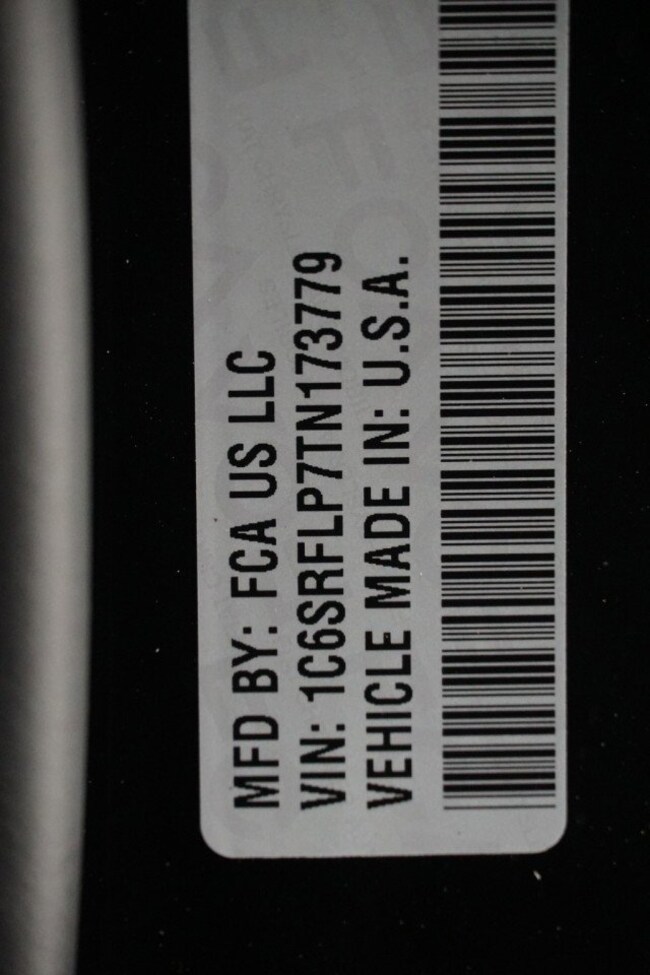 MFD BY: FCA US LLC
VIN: 1C6SRFLP7TN173779
VEHICLE MADE IN: U.S.A.